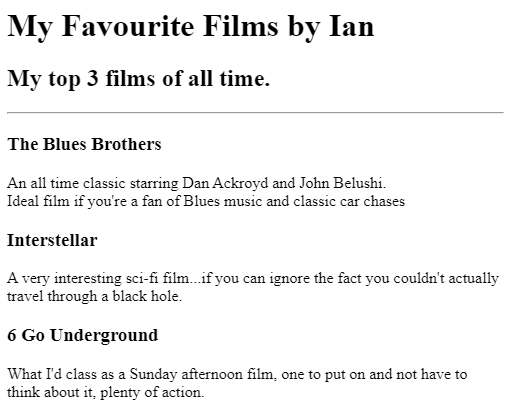 My Favourite Films by Ian
My top 3 films of all time.
The Blues Brothers
An all time classic starring Dan Ackroyd and John Belushi.
Ideal film if you're a fan of Blues music and classic car chases
Interstellar
A very interesting sci-fi film...if you can ignore the fact you couldn't actually
travel through a black hole.
6 Go Underground
What I'd class as a Sunday afternoon film, one to put on and not have to
think about it, plenty of action.